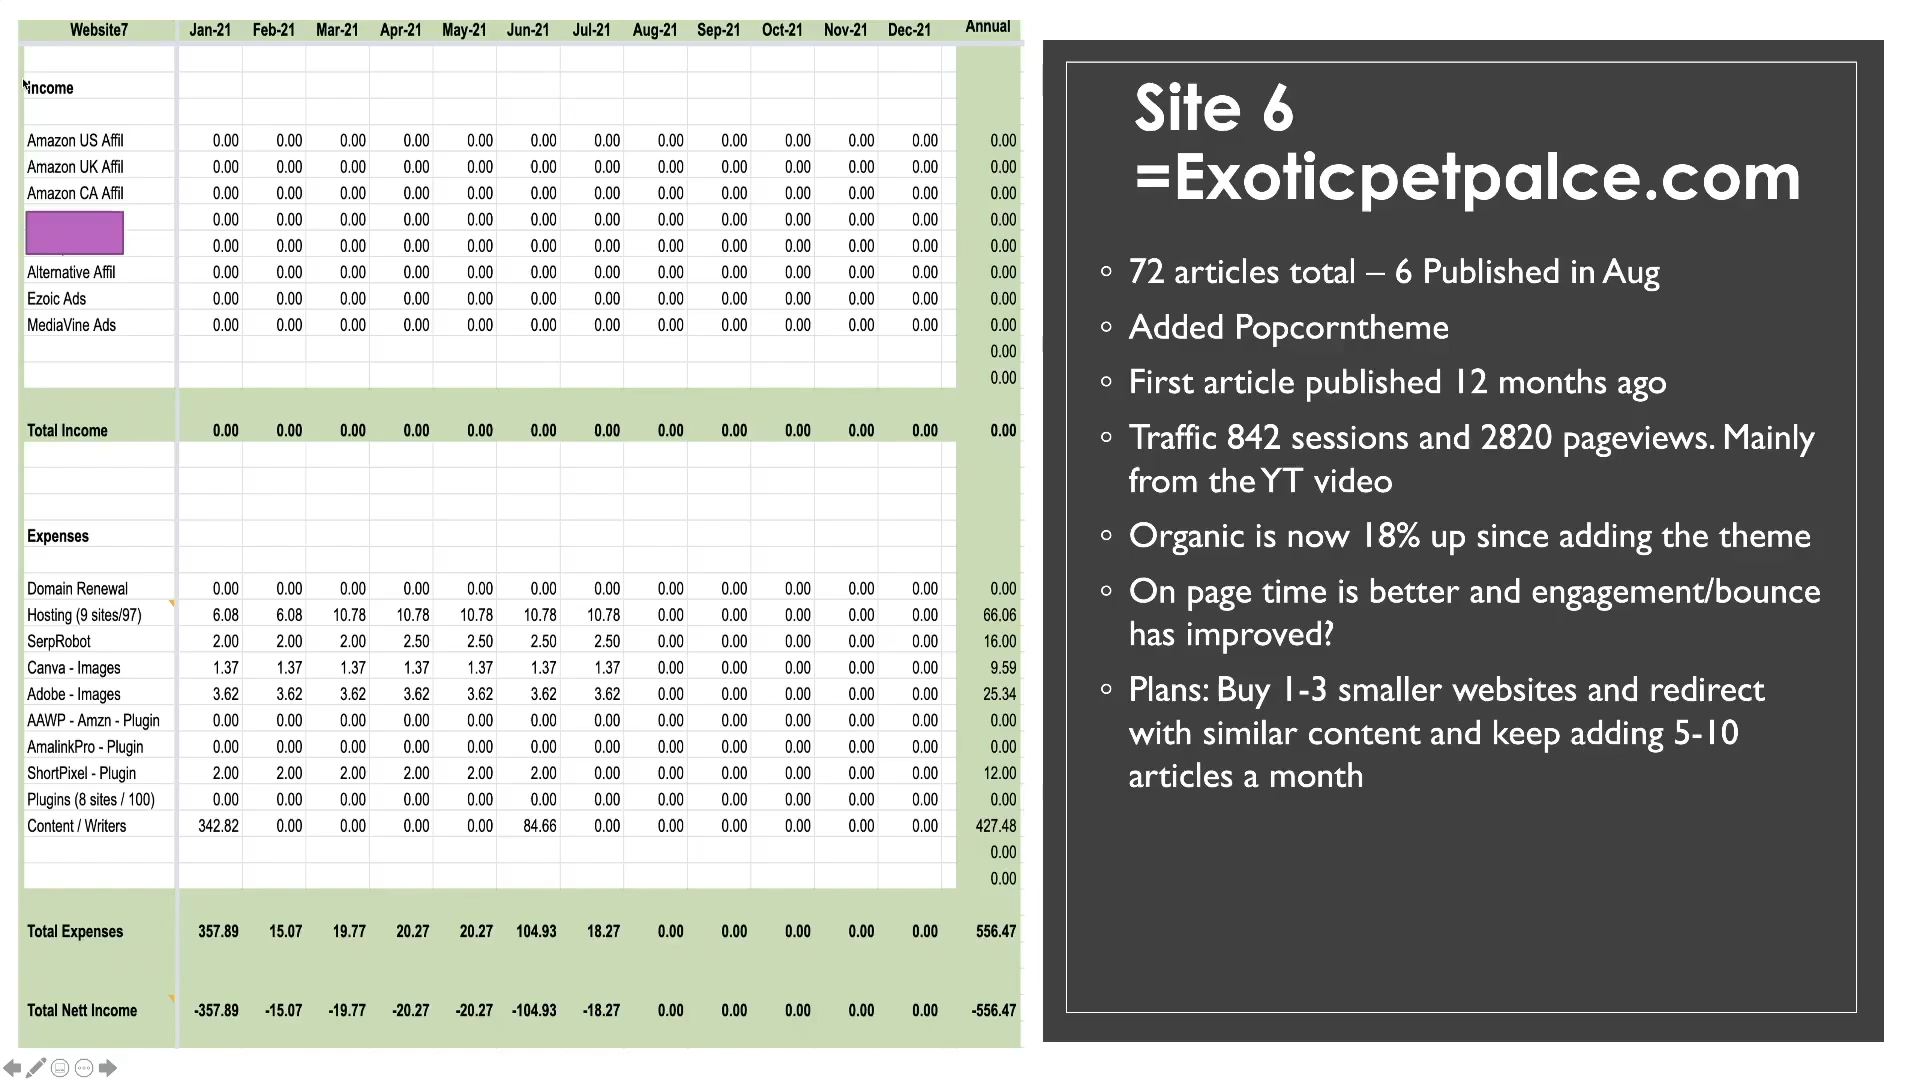 Website7 Jan-21 Feb-21 Mar-21 Apr-21 May-21 Jun-21 Jul-21 Aug-21 Sep-21 Oct-21 Nov-21 Dec-21 Annual
Income
Amazon US Affil 0.00 0.00 0.00 0.00 0.00 0.00 0.00 0.00 0.00 0.00 0.00 0.00 0.00
Amazon UK Affil 0.00 0.00 0.00 0.00 0.00 0.00 0.00 0.00 0.00 0.00 0.00 0.00 0.00
Amazon CA Affil 0.00 0.00 0.00 0.00 0.00 0.00 0.00 0.00 0.00 0.00 0.00 0.00 0.00
0.00 0.00 0.00 0.00 0.00 0.00 0.00 0.00 0.00 0.00 0.00 0.00 0.00
0.00 0.00 0.00 0.00 0.00 0.00 0.00 0.00 0.00 0.00 0.00 0.00 0.00
Alternative Affil 0.00 0.00 0.00 0.00 0.00 0.00 0.00 0.00 0.00 0.00 0.00 0.00 0.00
Ezoic Ads 0.00 0.00 0.00 0.00 0.00 0.00 0.00 0.00 0.00 0.00 0.00 0.00 0.00
MediaVine Ads 0.00 0.00 0.00 0.00 0.00 0.00 0.00 0.00 0.00 0.00 0.00 0.00 0.00
0.00
0.00
Total Income 0.00 0.00 0.00 0.00 0.00 0.00 0.00 0.00 0.00 0.00 0.00 0.00 0.00
Expenses
Domain Renewal 0.00 0.00 0.00 0.00 0.00 0.00 0.00 0.00 0.00 0.00 0.00 0.00 0.00
Hosting (9 sites/97) 6.08 6.08 10.78 10.78 10.78 10.78 10.78 0.00 0.00 0.00 0.00 0.00 66.06
SerpRobot 2.00 2.00 2.00 2.50 2.50 2.50 2.50 0.00 0.00 0.00 0.00 0.00 16.00
Canva - Images 1.37 1.37 1.37 1.37 1.37 1.37 1.37 0.00 0.00 0.00 0.00 0.00 9.59
Adobe - Images 3.62 3.62 3.62 3.62 3.62 3.62 3.62 0.00 0.00 0.00 0.00 0.00 25.34
AAWP - Amzn - Plugin 0.00 0.00 0.00 0.00 0.00 0.00 0.00 0.00 0.00 0.00 0.00 0.00 0.00
AmalinkPro - Plugin 0.00 0.00 0.00 0.00 0.00 0.00 0.00 0.00 0.00 0.00 0.00 0.00 0.00
ShortPixel - Plugin 2.00 2.00 2.00 2.00 2.00 2.00 0.00 0.00 0.00 0.00 0.00 0.00 12.00
Plugins (8 sites / 100) 0.00 0.00 0.00 0.00 0.00 0.00 0.00 0.00 0.00 0.00 0.00 0.00 0.00
Content / Writers 342.82 0.00 0.00 0.00 0.00 84.66 0.00 0.00 0.00 0.00 0.00 0.00 427.48
0.00
0.00
Total Expenses 357.89 15.07 19.77 20.27 20.27 104.93 18.27 0.00 0.00 0.00 0.00 0.00 556.47
Total Nett Income -357.89 -15.07 -19.77 -20.27 -20.27 -104.93 -18.27 0.00 0.00 0.00 0.00 0.00 -556.47
Site 6
=Exoticpetpalce.com
72 articles total – 6 Published in Aug
Added Popcorntheme
First article published 12 months ago
Traffic 842 sessions and 2820 pageviews. Mainly
from the YT video
Organic is now 18% up since adding the theme
On page time is better and engagement/bounce
has improved?
Plans: Buy 1-3 smaller websites and redirect
with similar content and keep adding 5-10
articles a month